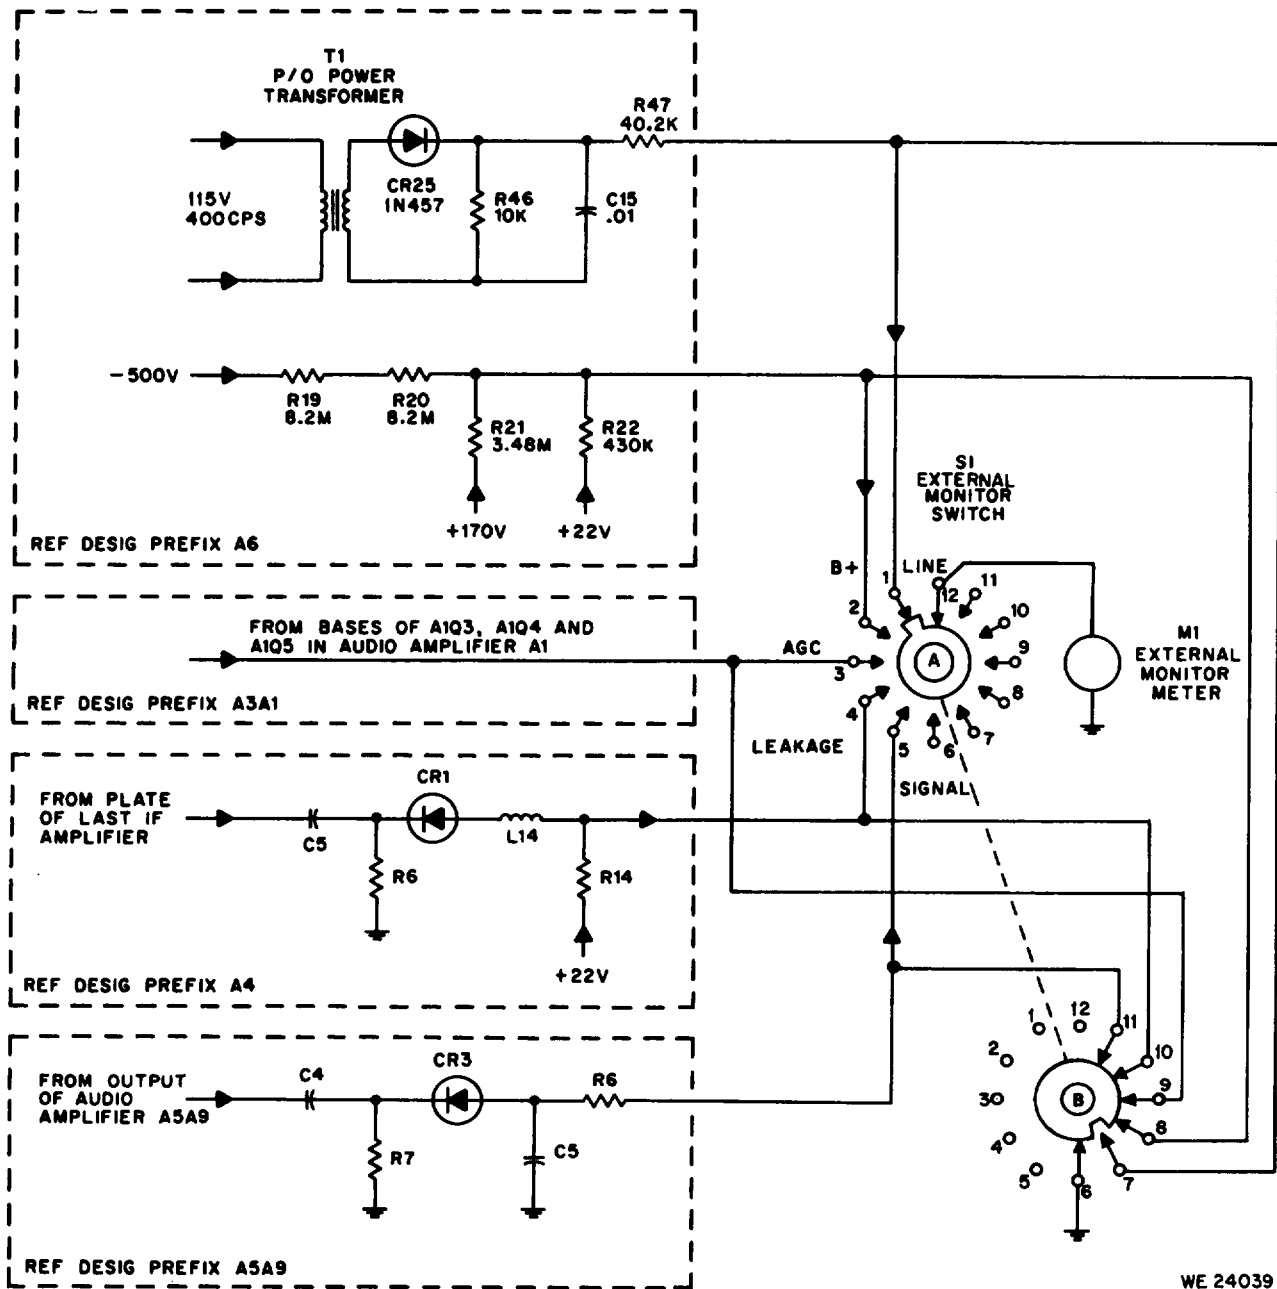 T1
P/O POWER
TRANSFORMER
R47
40.2K
115V
400CPS
CR25
1N457
R46
10K
C15
.01
-500V
R19
8.2M
R20
8.2M
R21
3.48M
R22
430K
+170V
+22V
REF DESIG PREFIX A6
S1
EXTERNAL
MONITOR
SWITCH
B+
LINE
1
2
3
4
5
6
7
8
9
10
11
12
A
AGC
LEAKAGE
SIGNAL
M1
EXTERNAL
MONITOR
METER
FROM BASES OF A1Q3, A1Q4 AND
A1Q5 IN AUDIO AMPLIFIER A1
REF DESIG PREFIX A3A1
FROM PLATE
OF LAST IF
AMPLIFIER
C5
CR1
R6
L14
R14
+22V
REF DESIG PREFIX A4
FROM OUTPUT
OF AUDIO
AMPLIFIER A5A9
C4
CR3
R6
R7
C5
REF DESIG PREFIX A5A9
1
2
3
4
5
6
7
8
9
10
11
12
B
WE 24039